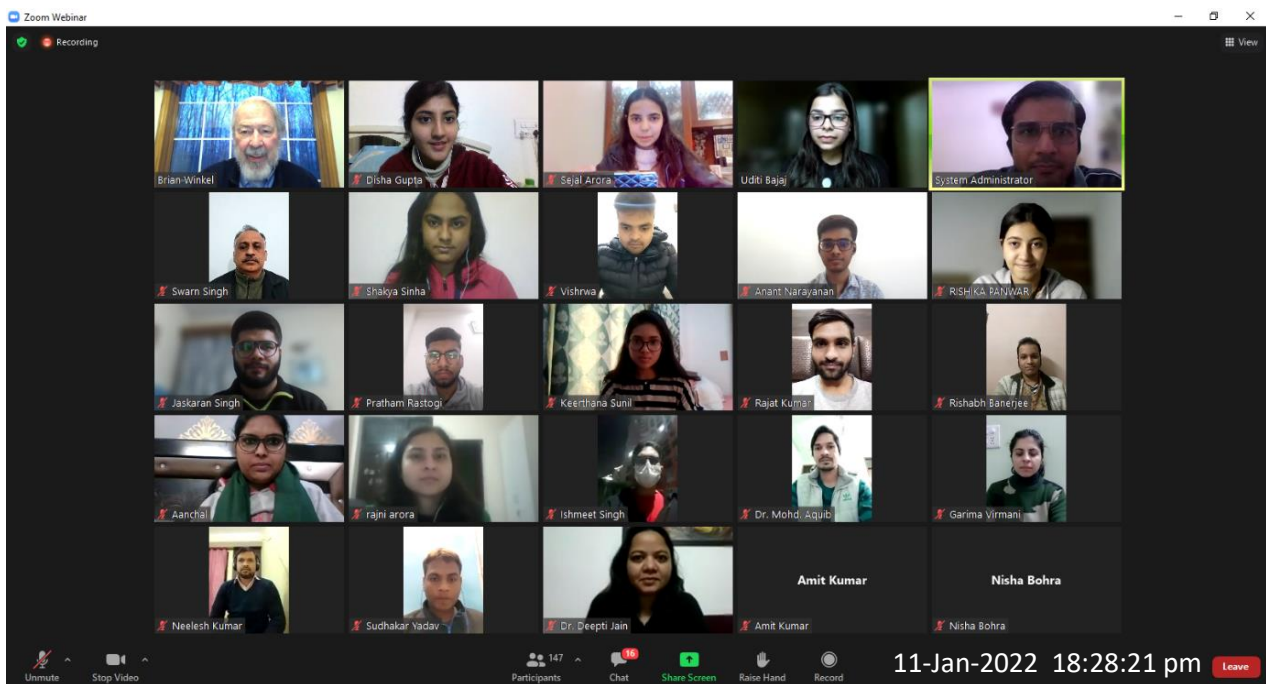 Zoom Webinar
Recording
View
Brian-Winkel
Disha Gupta
Sejal Arora
Uditi Bajaj
System Administrator
Swarn Singh
Shakya Sinha
Vishrwa
Anant Narayanan
RISHIKA PANWAR
Jaskaran Singh
Pratham Rastogi
Keerthana Sunil
Rajat Kumar
Rishabh Banerjee
Aanchal
rajni arora
Ishmeet Singh
Dr. Mohd. Aquib
Garima Virmani
Amit Kumar
Nisha Bohra
Neelesh Kumar
Sudhakar Yadav
Dr. Deepti Jain
Amit Kumar
Nisha Bohra
147
16
11-Jan-2022 18:28:21 pm
Leave
Unmute
Stop Video
Participants
Chat
Share Screen
Raise Hand
Record